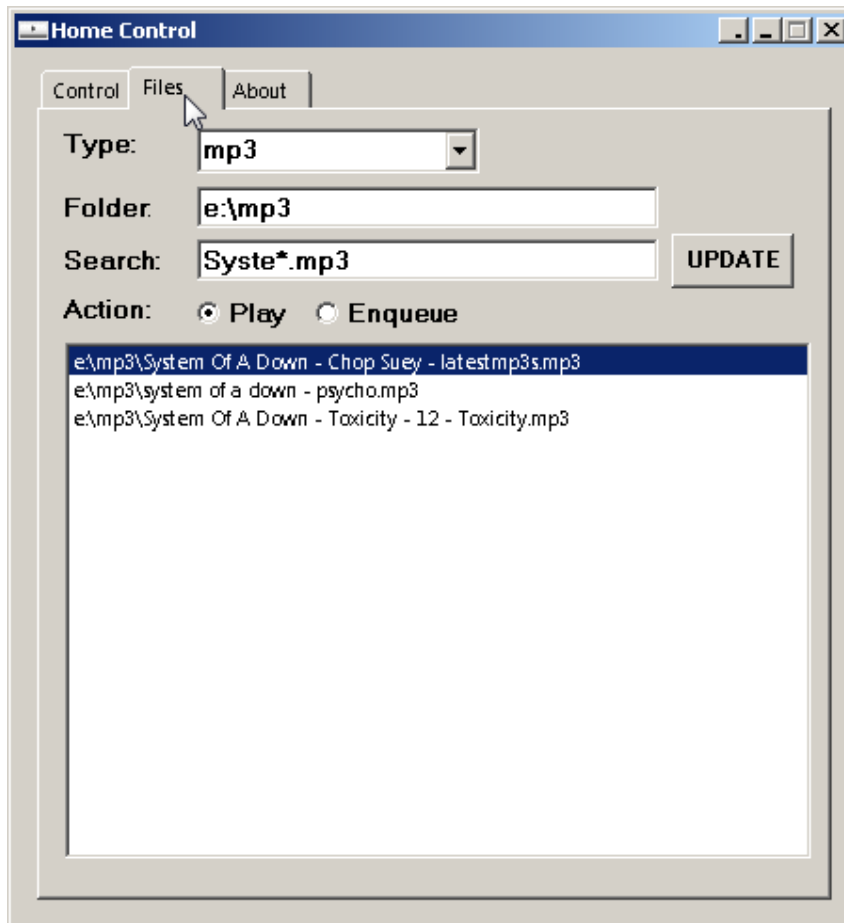 Home Control
Control Files About
Type: mp3
Folder: e:\mp3
Search: Syste*.mp3 UPDATE
Action: Play Enqueue
e:\mp3\System Of A Down - Chop Suey - latestmp3s.mp3
e:\mp3\system of a down - psycho.mp3
e:\mp3\System Of A Down - Toxicity - 12 - Toxicity.mp3